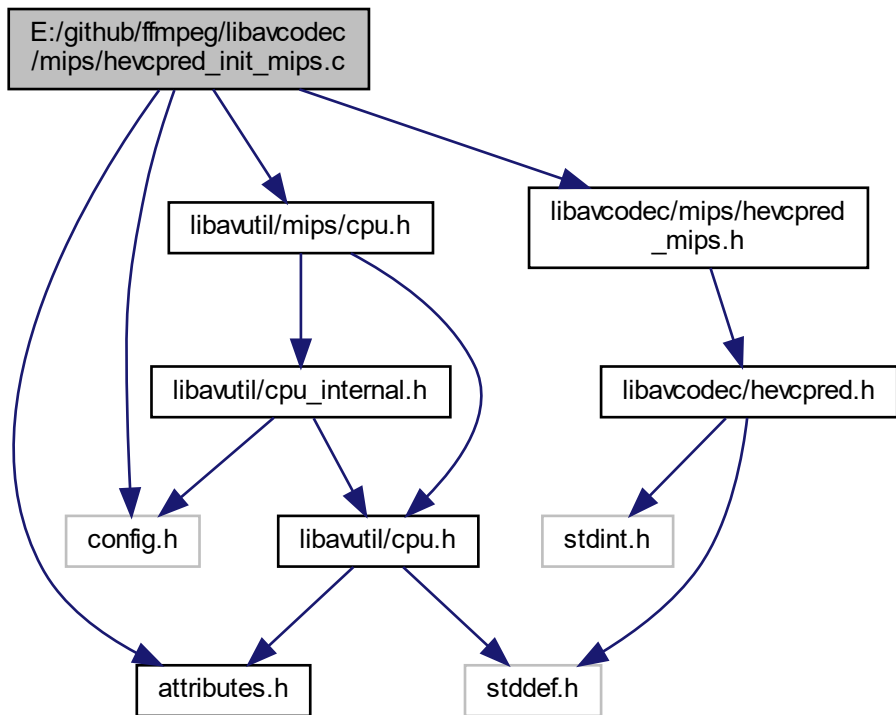 E:/github/ffmpeg/libavcodec
/mips/hevcpred_init_mips.c
libavutil/mips/cpu.h
libavcodec/mips/hevcpred
_mips.h
libavutil/cpu_internal.h
libavcodec/hevcpred.h
config.h
libavutil/cpu.h
stdint.h
attributes.h
stddef.h